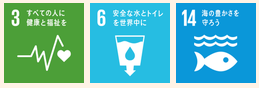 3 すべての人に
健康と福祉を
6 安全な水とトイレ
を世界中に
14 海の豊かさを
守ろう